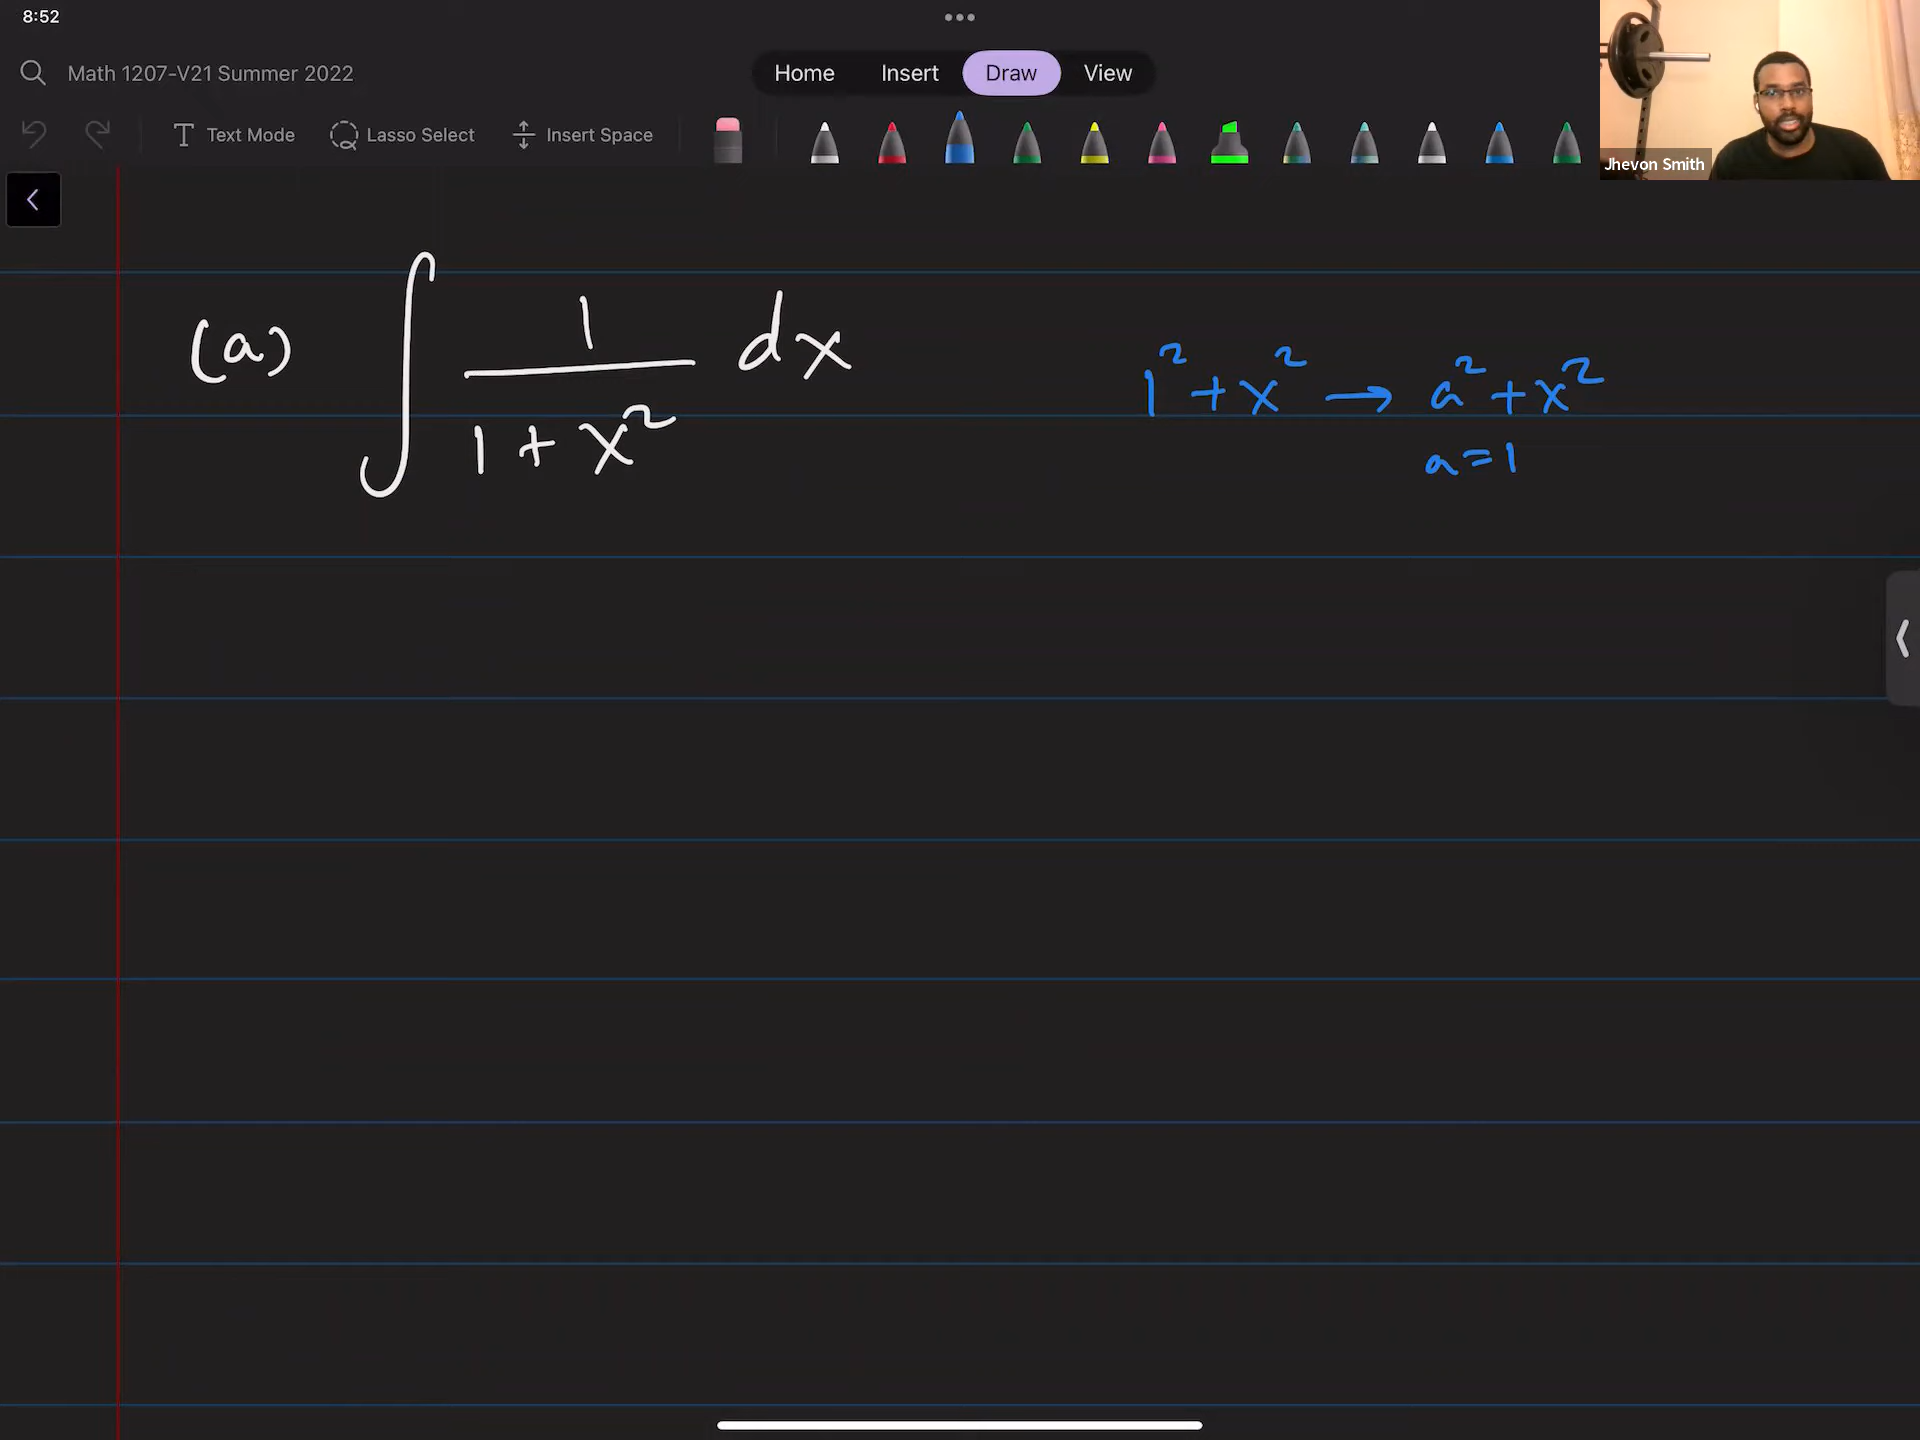 8:52
Math 1207-V21 Summer 2022
Home Insert Draw View
Text Mode Lasso Select Insert Space
Jhevon Smith
(a) ∫ 1/(1 + x²) dx
1² + x² → a² + x²
a = 1